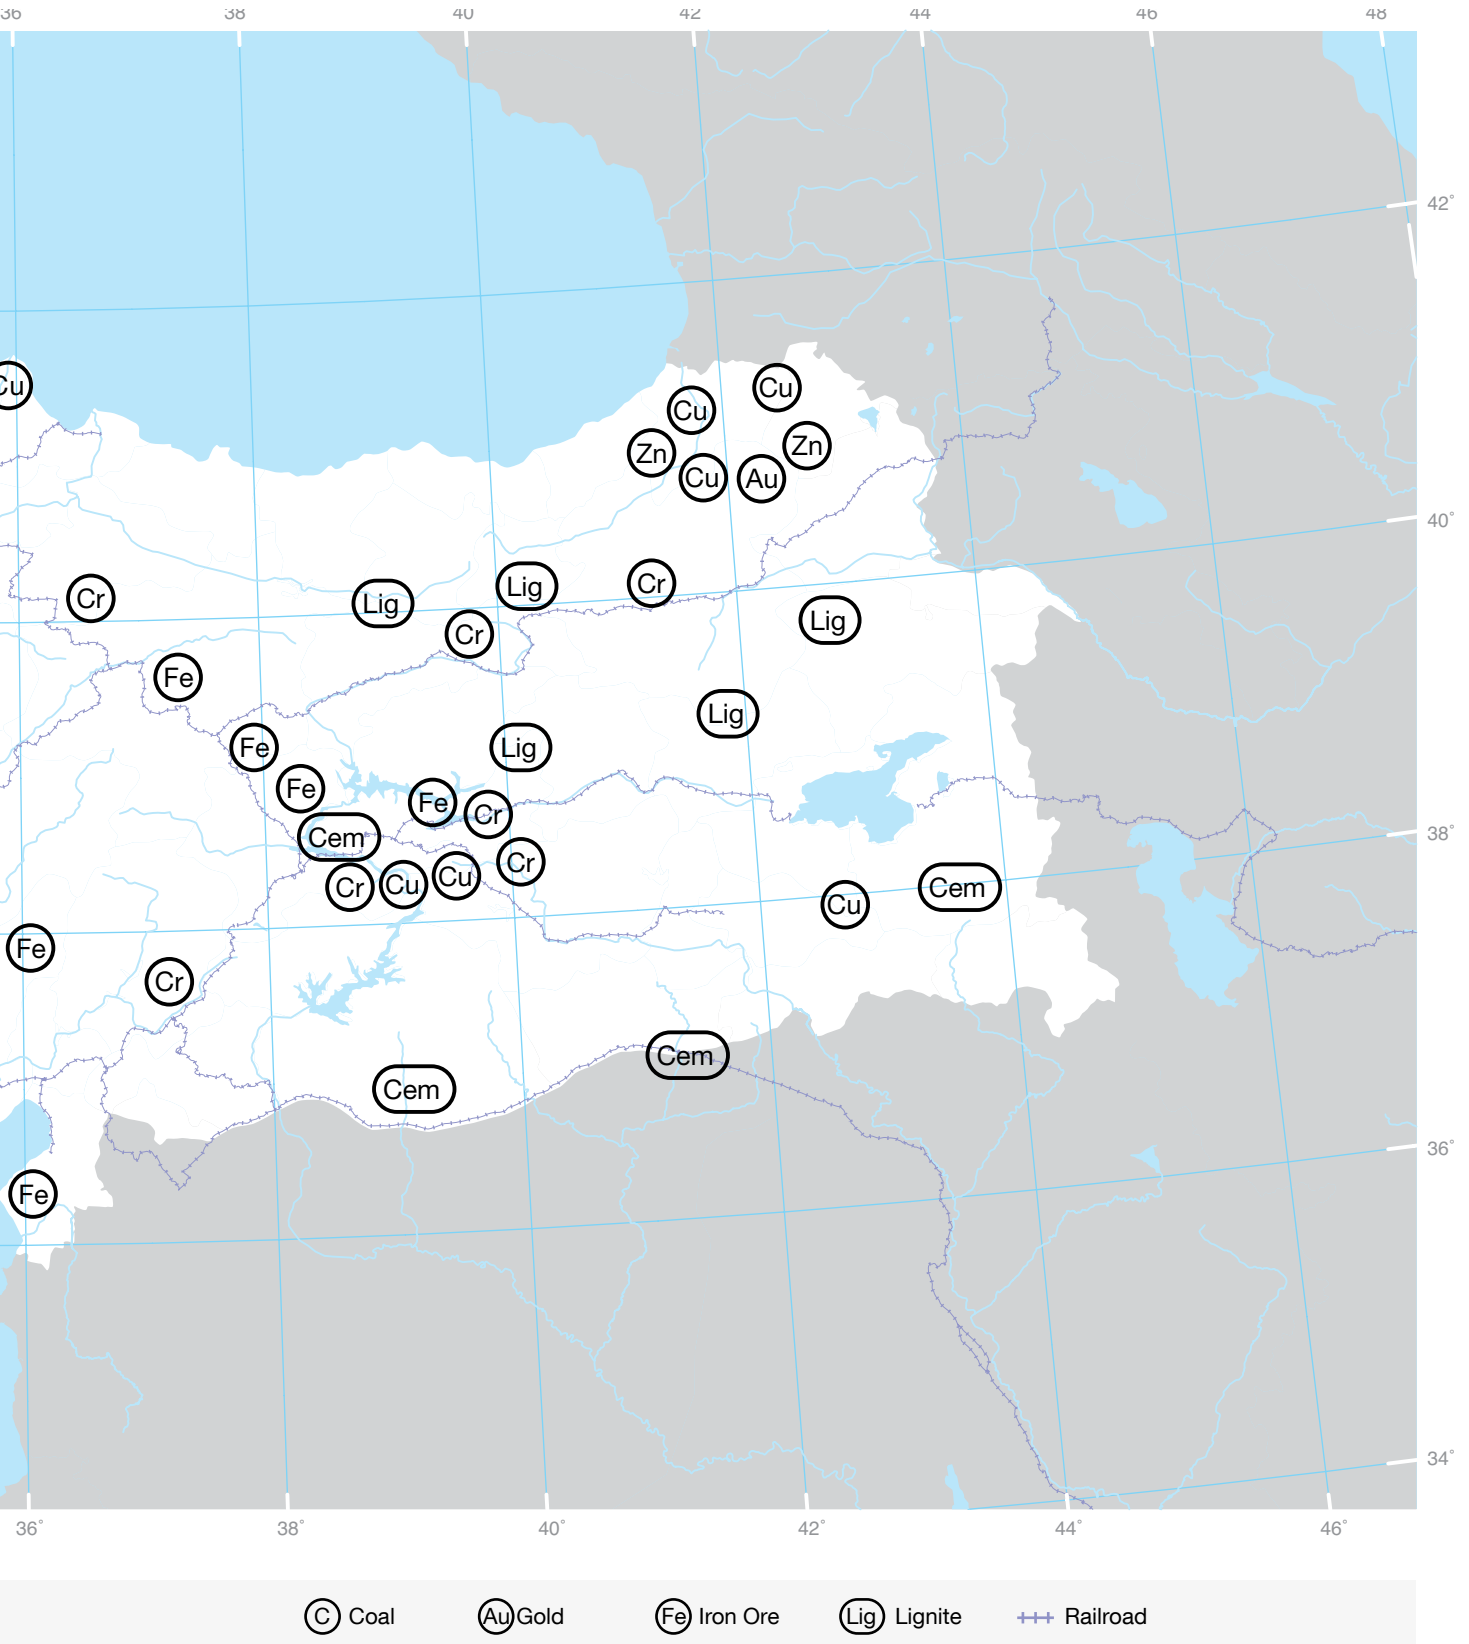 36 38 40 42 44 46 48
42°
Cu
Cu
Cu
Zn
Zn
Cu Au
40°
Cr
Lig
Lig
Cr
Cr
Lig
Fe
Lig
Fe
Lig
Fe
Fe
Cr
Cem
38°
Cr
Cr
Cu
Cu
Cu
Cem
Fe
Cr
Cem
Cem
36°
Fe
34°
36° 38° 40° 42° 44° 46°
C Coal Au Gold Fe Iron Ore Lig Lignite Railroad